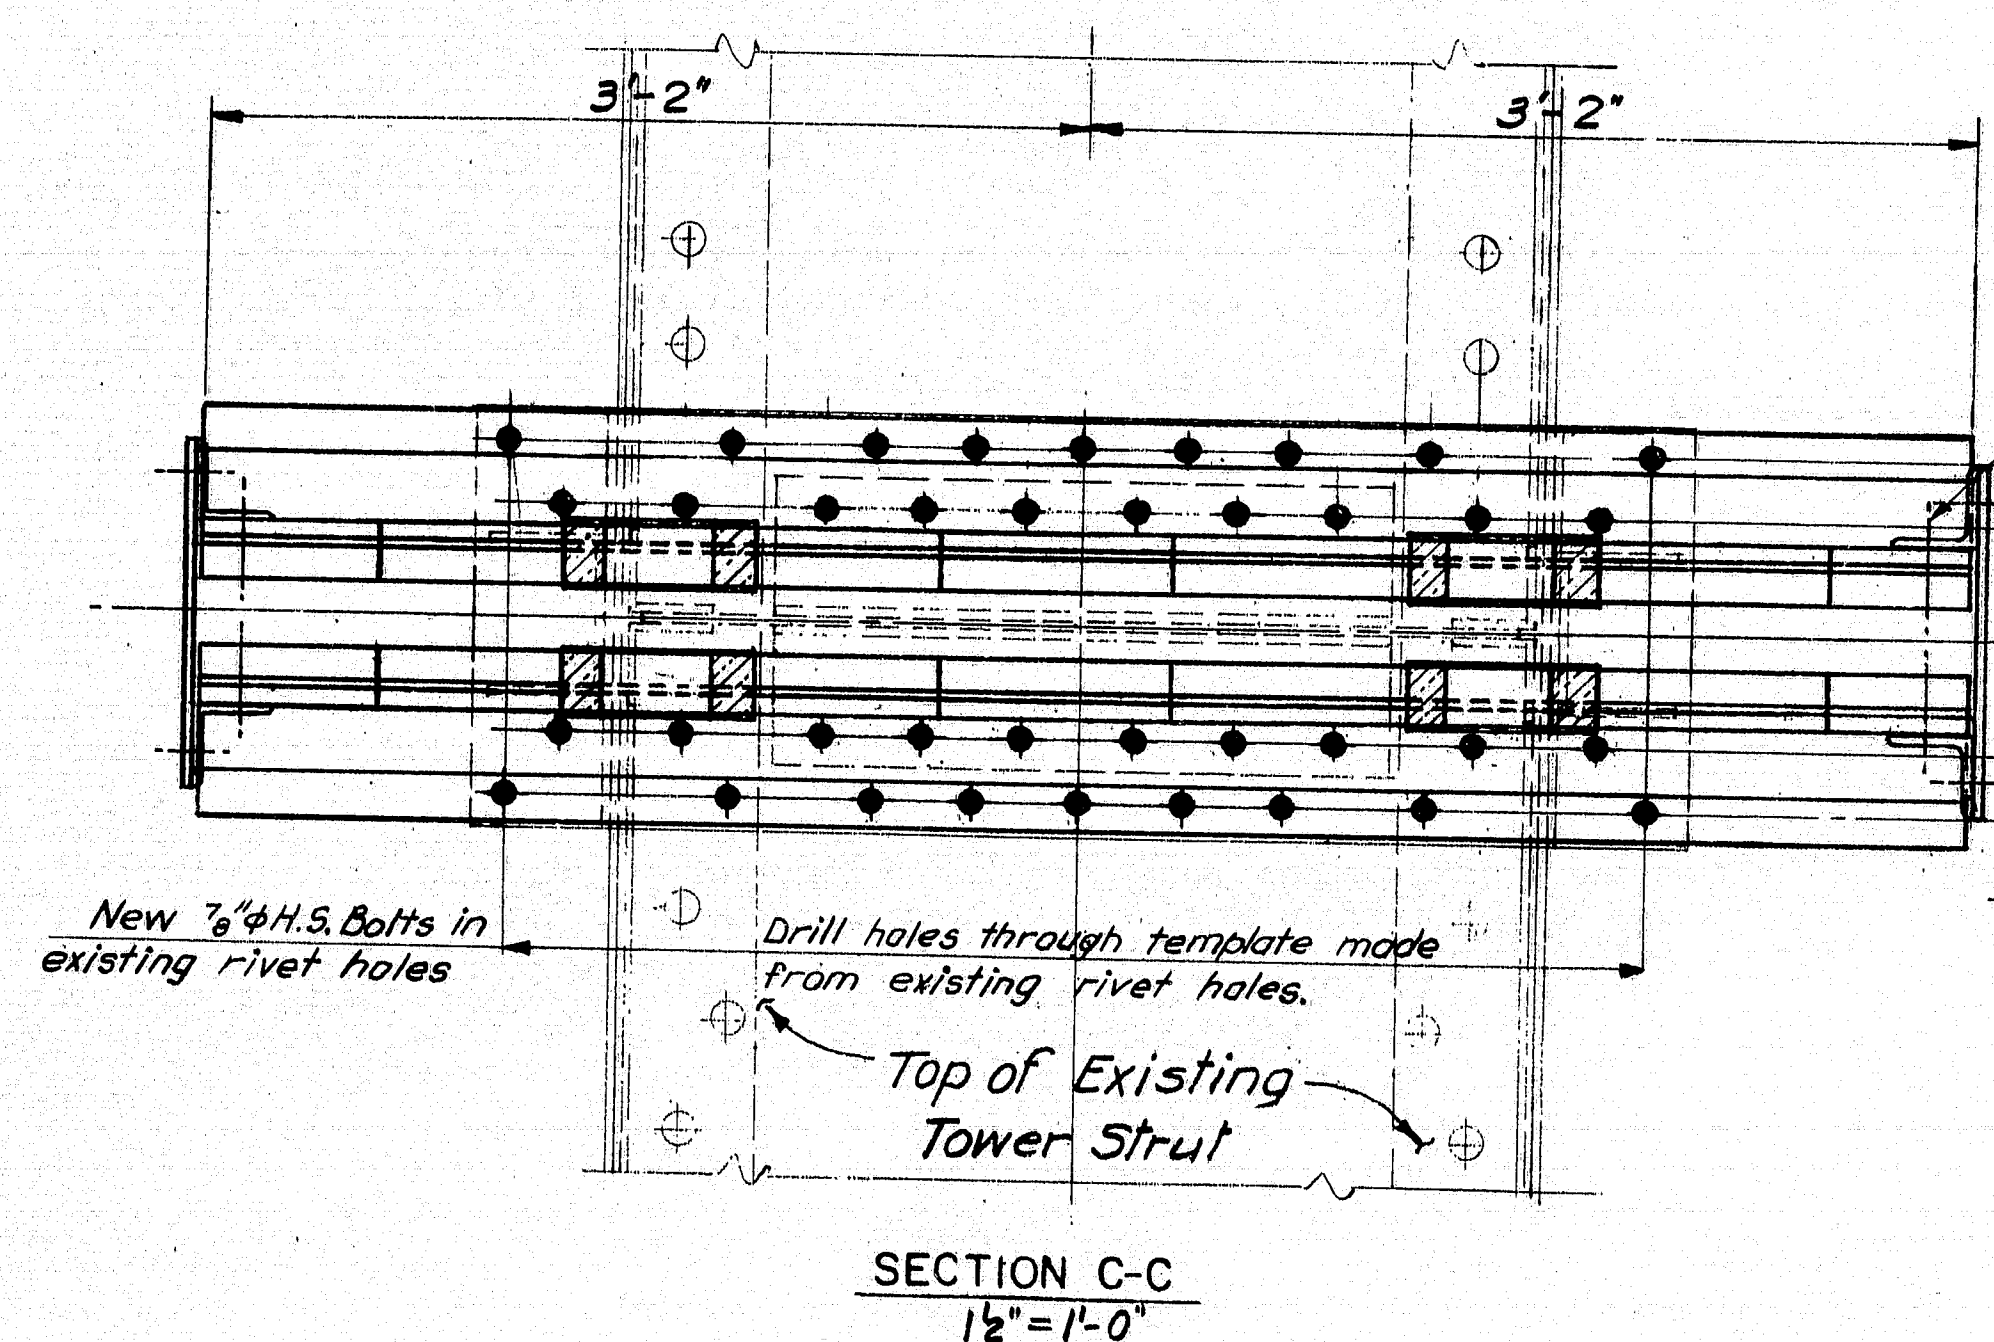 3'-2"
3'-2"
New 7/8"ϕ H.S. Bolts in
existing rivet holes
Drill holes through template made
from existing rivet holes.
Top of Existing
Tower Strut
SECTION C-C
1½" = 1'-0"